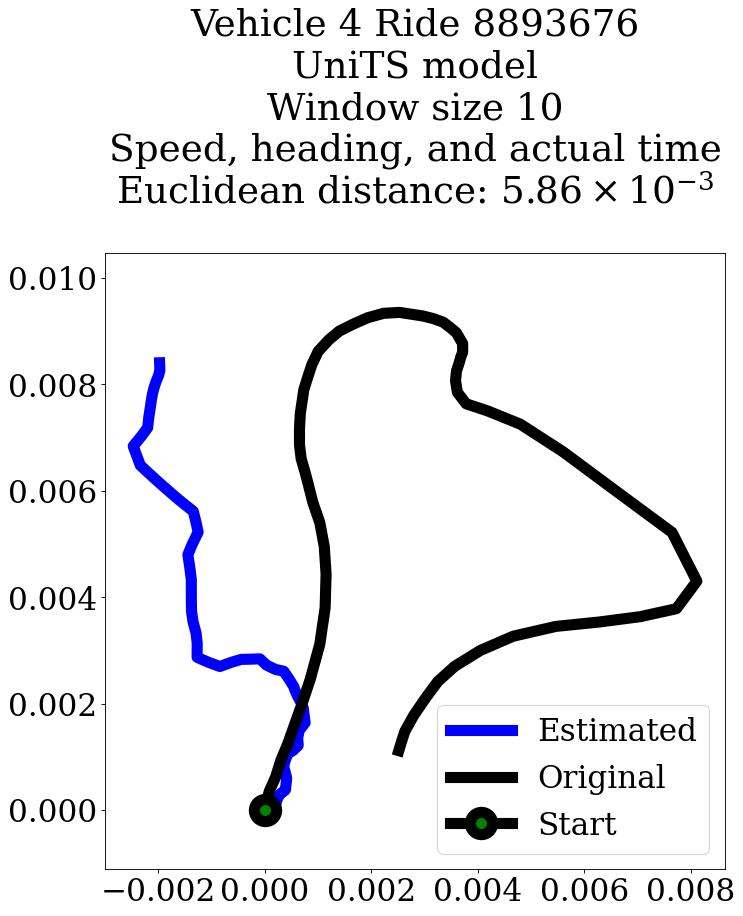 Vehicle 4 Ride 8893676
UniTS model
Window size 10
Speed, heading, and actual time
Euclidean distance: 5.86 × 10⁻³
0.010
0.008
0.006
0.004
0.002
0.000
Estimated
Original
Start
−0.002 0.000 0.002 0.004 0.006 0.008